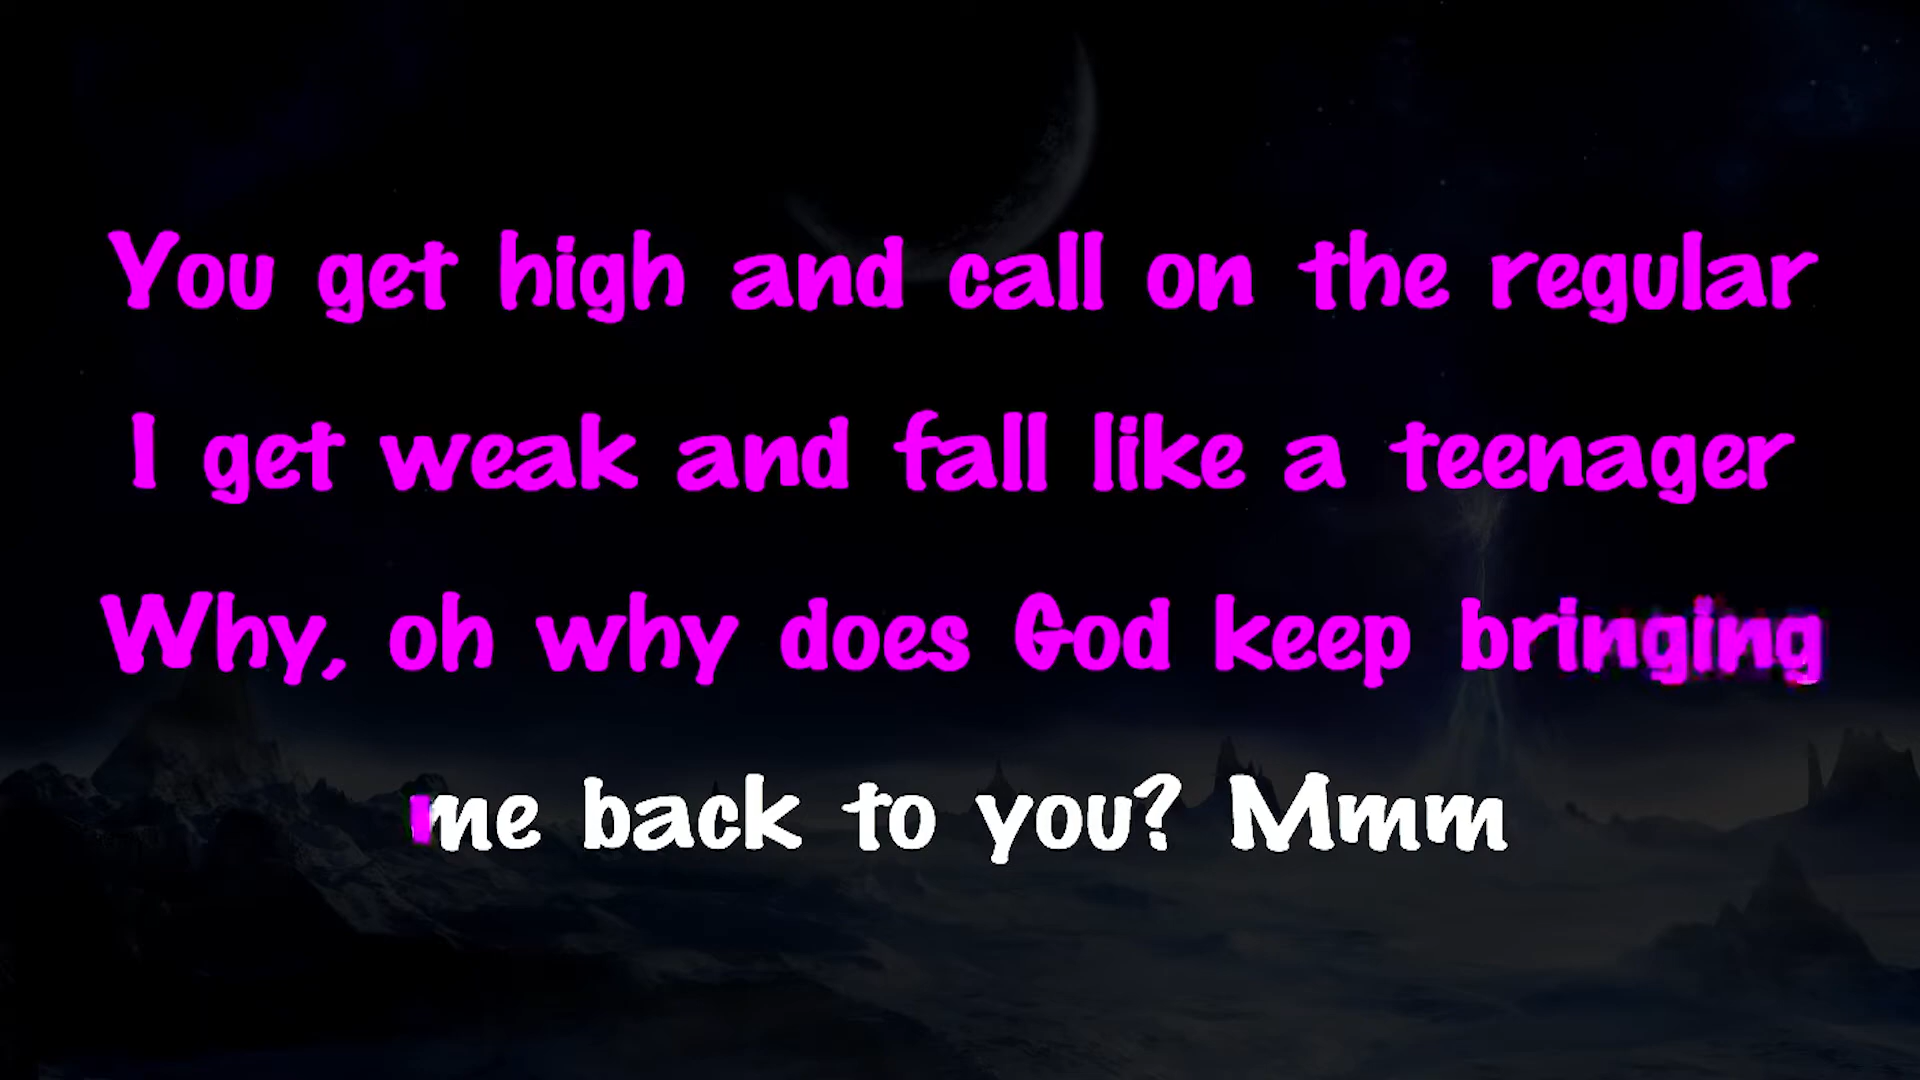 You get high and call on the regular
I get weak and fall like a teenager
Why, oh why does God keep bringing
me back to you? Mmm